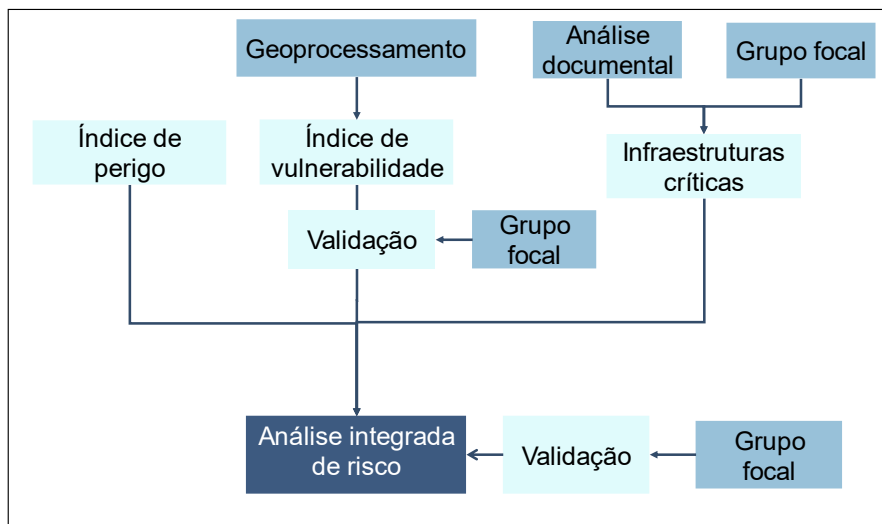 Geoprocessamento
Análise
documental
Grupo focal
Índice de
perigo
Índice de
vulnerabilidade
Infraestruturas
críticas
Validação
Grupo
focal
Análise integrada
de risco
Validação
Grupo
focal